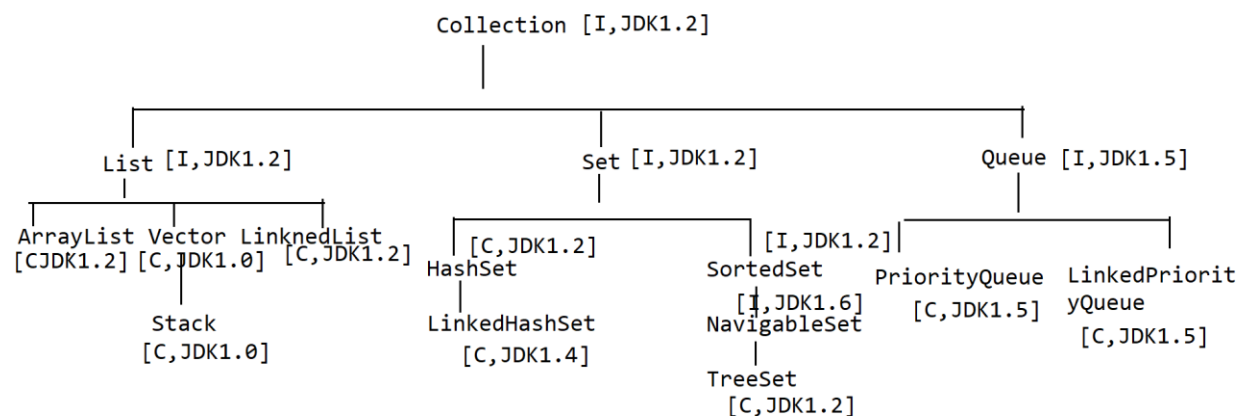 Collection [I,JDK1.2]
List [I,JDK1.2]
Set [I,JDK1.2]
Queue [I,JDK1.5]
ArrayList Vector LinknedList
[CJDK1.2] [C,JDK1.0] [C,JDK1.2]
Stack
[C,JDK1.0]
[C,JDK1.2]
HashSet
LinkedHashSet
[C,JDK1.4]
[I,JDK1.2]
SortedSet
[I,JDK1.6]
NavigableSet
TreeSet
[C,JDK1.2]
PriorityQueue
[C,JDK1.5]
LinkedPriorit
yQueue
[C,JDK1.5]